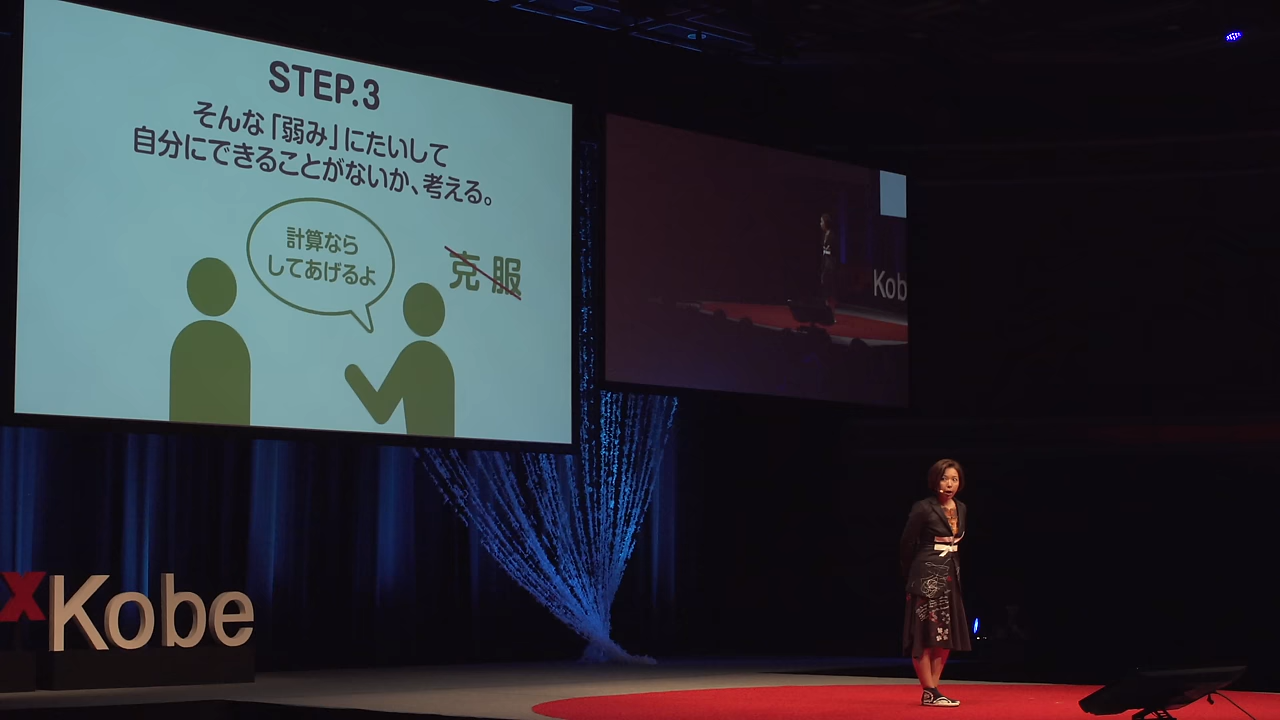 STEP.3
そんな「弱み」にたいして
自分にできることがないか、考える。
計算なら
してあげるよ
克服
Kob
x Kobe